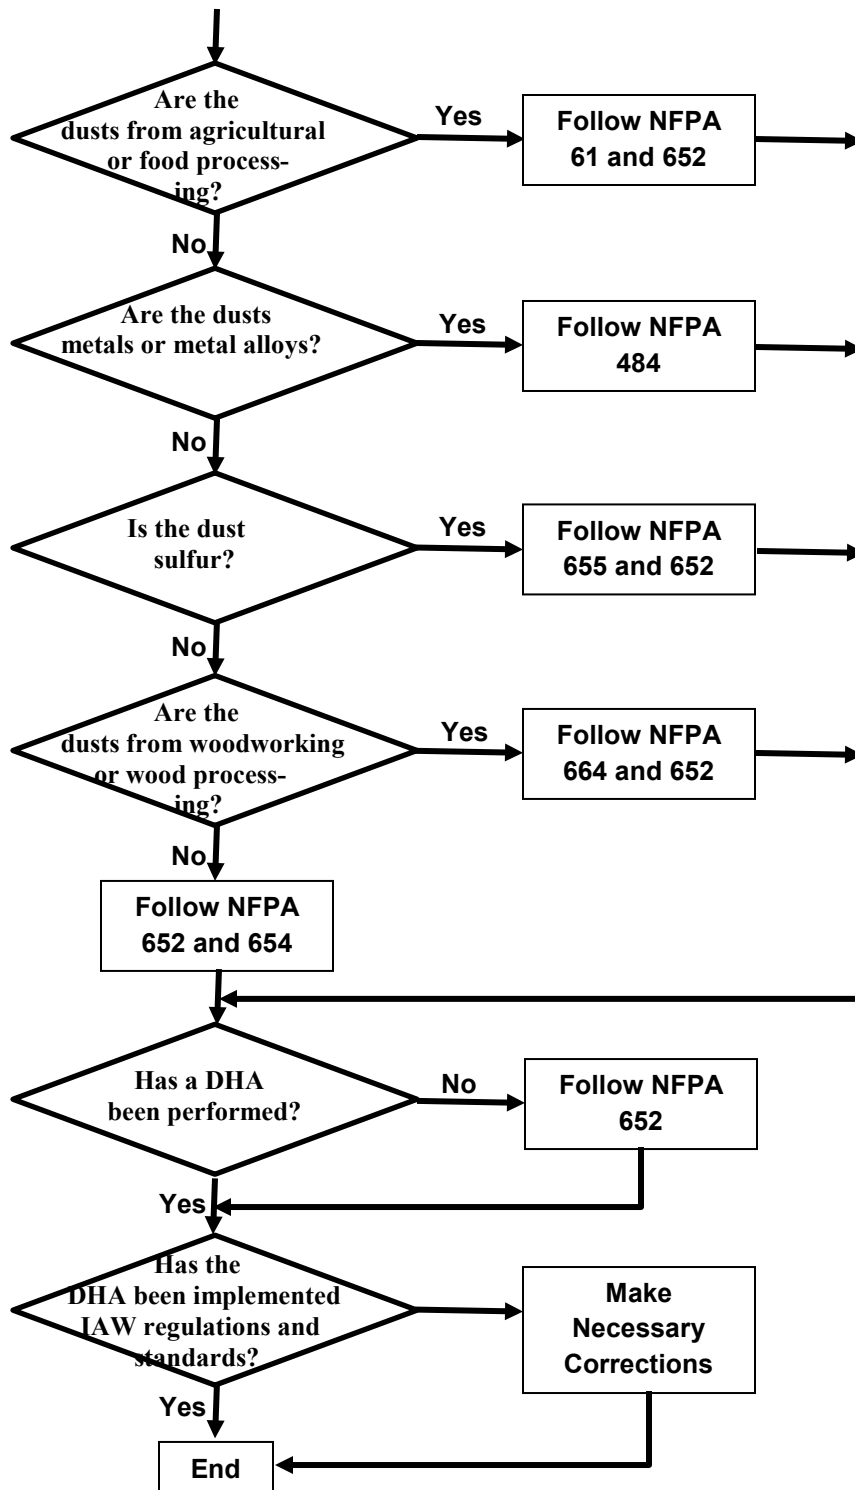 Are the
dusts from agricultural
or food process-
ing?
Yes
Follow NFPA
61 and 652
No
Are the dusts
metals or metal alloys?
Yes
Follow NFPA
484
No
Is the dust
sulfur?
Yes
Follow NFPA
655 and 652
No
Are the
dusts from woodworking
or wood process-
ing?
Yes
Follow NFPA
664 and 652
No
Follow NFPA
652 and 654
Has a DHA
been performed?
No
Follow NFPA
652
Yes
Has the
DHA been implemented
IAW regulations and
standards?
Make
Necessary
Corrections
Yes
End